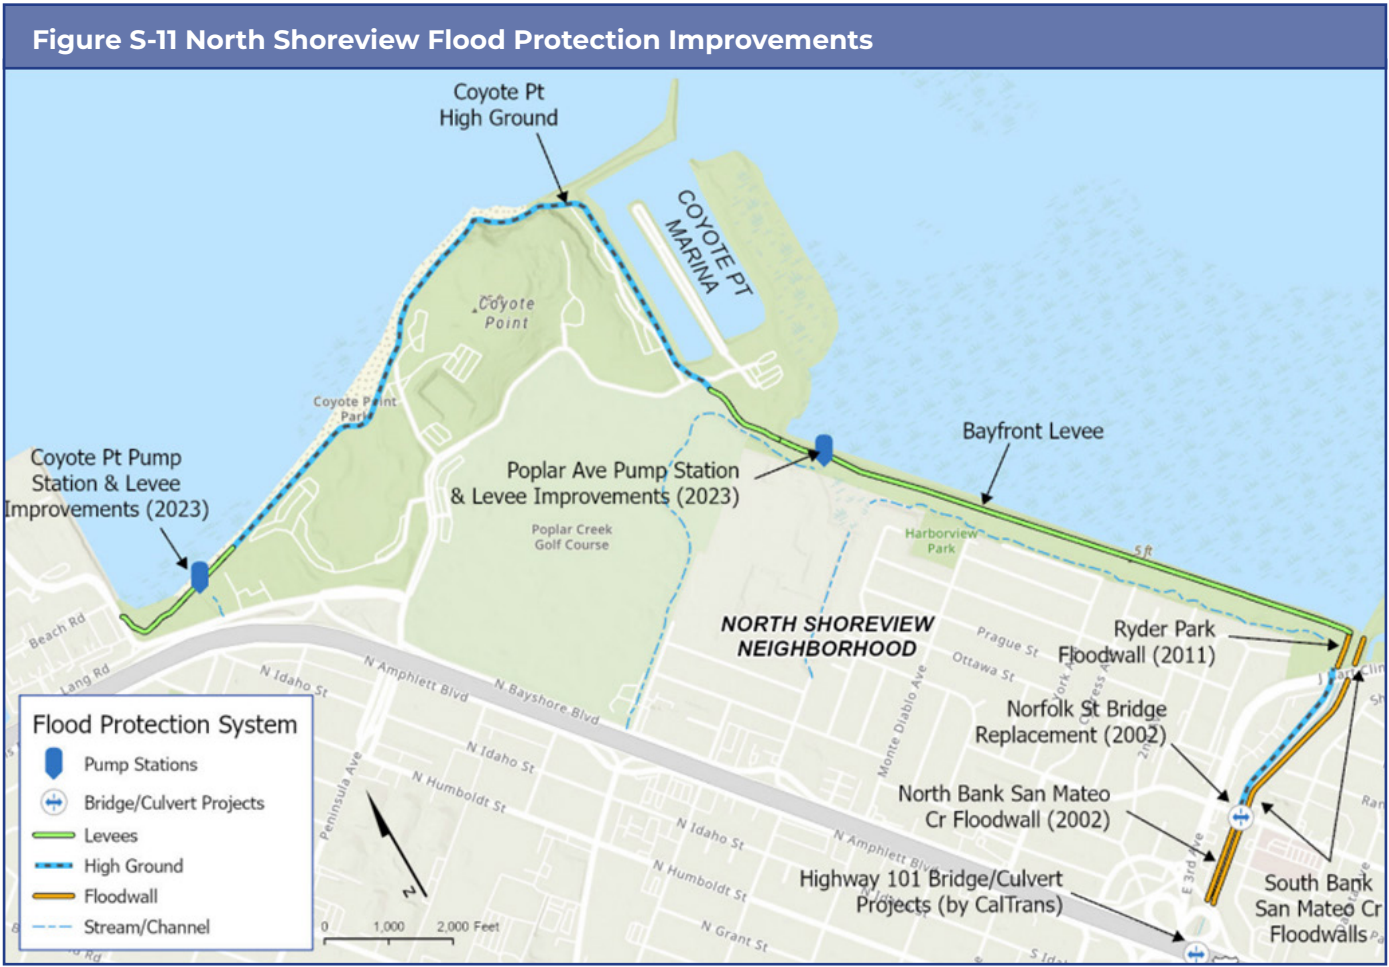 Figure S-11 North Shoreview Flood Protection Improvements
Coyote Pt
High Ground
COYOTE PT
MARINA
Coyote
Point
Coyote Point
Park
Coyote Pt Pump
Station & Levee
Improvements (2023)
Poplar Ave Pump Station
& Levee Improvements (2023)
Bayfront Levee
Poplar Creek
Golf Course
Harborview
Park
5 ft
NORTH SHOREVIEW
NEIGHBORHOOD
Beach Rd
Lang Rd
N Idaho St
N Amphlett Blvd
N Bayshore Blvd
Prague St
Ottawa St
Ryder Park
Floodwall (2011)
Norfolk St Bridge
Replacement (2002)
Monte Diablo Ave
North Bank San Mateo
Cr Floodwall (2002)
N Idaho St
N Humboldt St
Peninsula Ave
N Idaho St
N Amphlett Blvd
E 3rd Ave
N Humboldt St
Highway 101 Bridge/Culvert
Projects (by CalTrans)
N Grant St
South Bank
San Mateo Cr
Floodwalls
Flood Protection System
Pump Stations
Bridge/Culvert Projects
Levees
High Ground
Floodwall
Stream/Channel
N
0 1,000 2,000 Feet